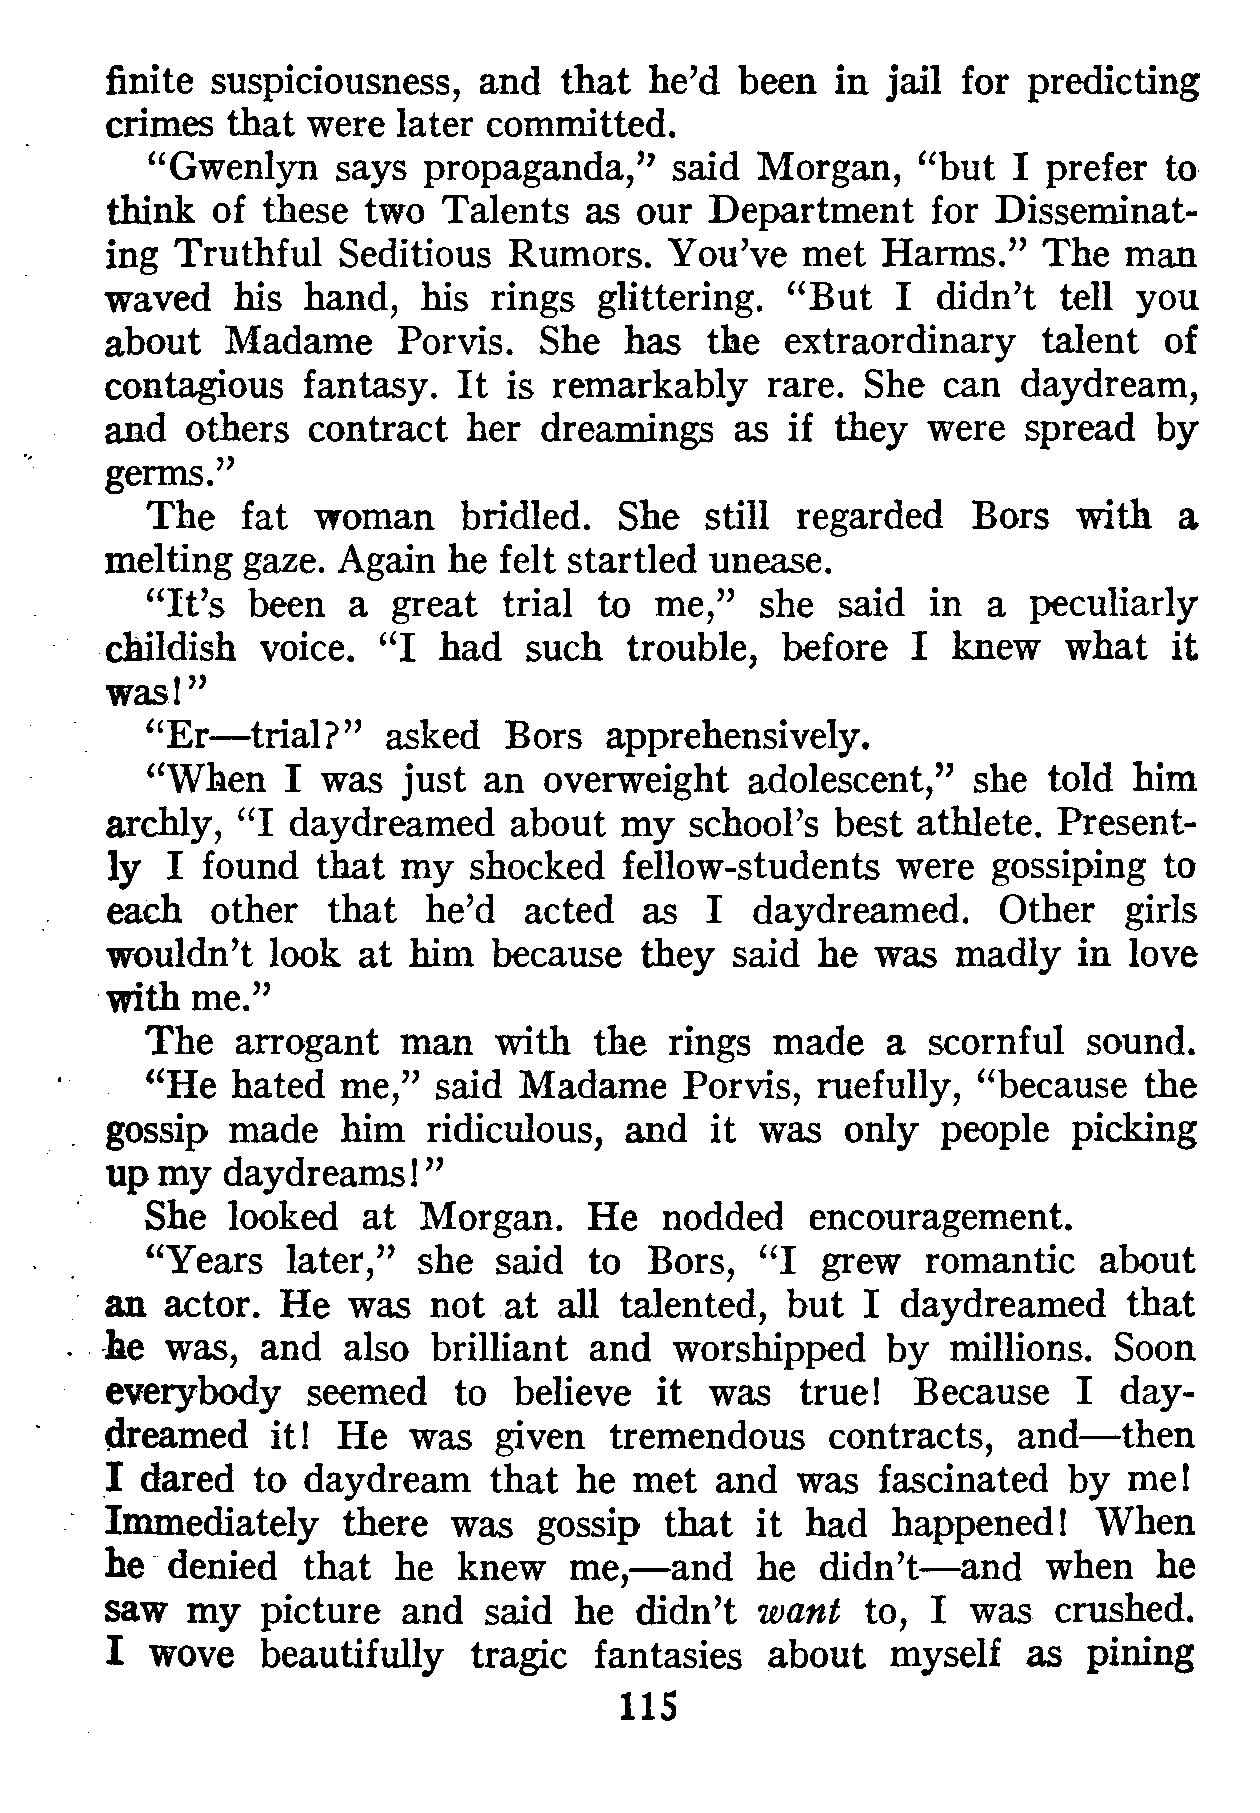 finite suspiciousness, and that he’d been in jail for predicting
crimes that were later committed.
“Gwenlyn says propaganda,” said Morgan, “but I prefer to
think of these two Talents as our Department for Disseminat-
ing Truthful Seditious Rumors. You’ve met Harms.” The man
waved his hand, his rings glittering. “But I didn’t tell you
about Madame Porvis. She has the extraordinary talent of
contagious fantasy. It is remarkably rare. She can daydream,
and others contract her dreamings as if they were spread by
germs.”
The fat woman bridled. She still regarded Bors with a
melting gaze. Again he felt startled unease.
“It’s been a great trial to me,” she said in a peculiarly
childish voice. “I had such trouble, before I knew what it
was!”
“Er—trial?” asked Bors apprehensively.
“When I was just an overweight adolescent,” she told him
archly, “I daydreamed about my school’s best athlete. Present-
ly I found that my shocked fellow-students were gossiping to
each other that he’d acted as I daydreamed. Other girls
wouldn’t look at him because they said he was madly in love
with me.”
The arrogant man with the rings made a scornful sound.
“He hated me,” said Madame Porvis, ruefully, “because the
gossip made him ridiculous, and it was only people picking
up my daydreams!”
She looked at Morgan. He nodded encouragement.
“Years later,” she said to Bors, “I grew romantic about
an actor. He was not at all talented, but I daydreamed that
he was, and also brilliant and worshipped by millions. Soon
everybody seemed to believe it was true! Because I day-
dreamed it! He was given tremendous contracts, and—then
I dared to daydream that he met and was fascinated by me!
Immediately there was gossip that it had happened! When
he denied that he knew me,—and he didn’t—and when he
saw my picture and said he didn’t want to, I was crushed.
I wove beautifully tragic fantasies about myself as pining
115